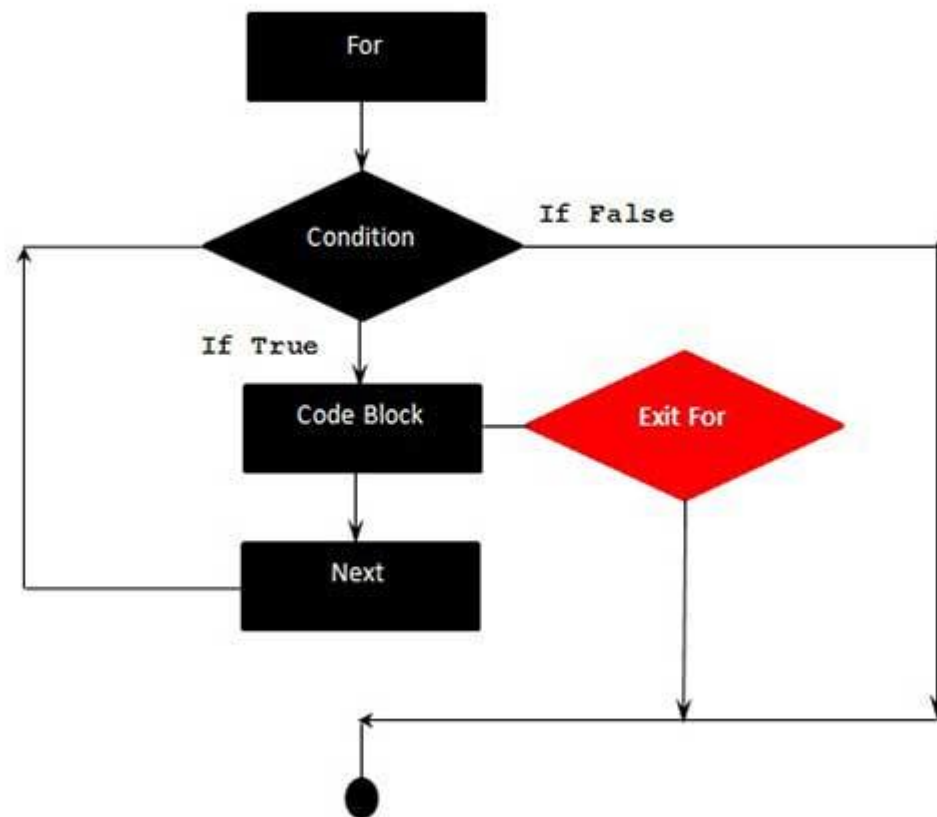 For
Condition
If False
If True
Code Block
Exit For
Next